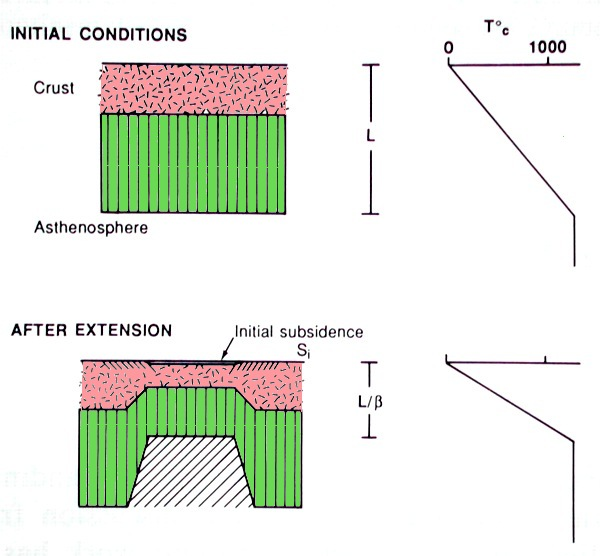 INITIAL CONDITIONS
T°c
0 1000
Crust
L
Asthenosphere
AFTER EXTENSION
Initial subsidence
Si
L/β